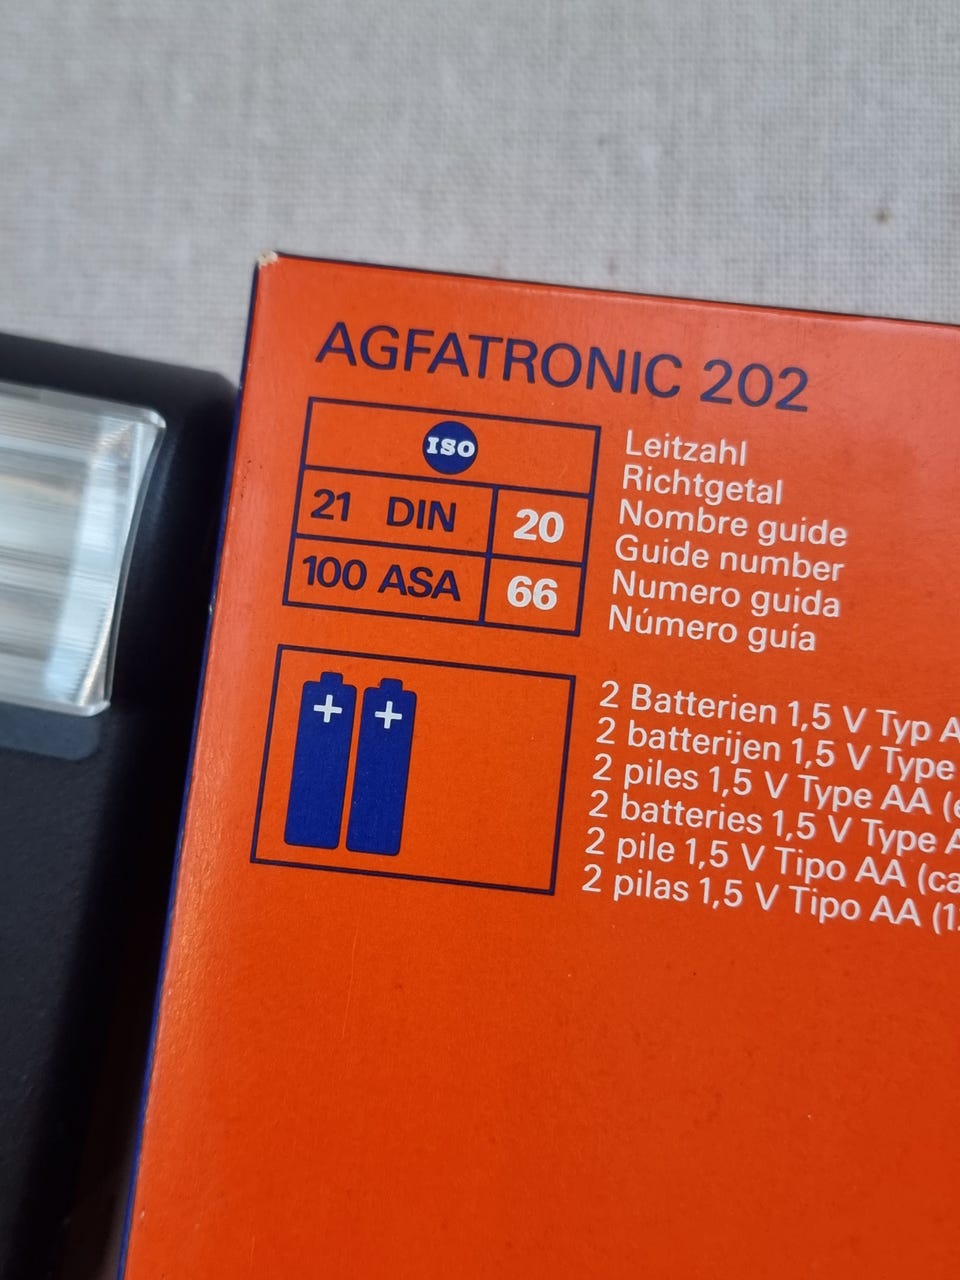 AGFATRONIC 202
ISO
21 DIN 20
100 ASA 66
Leitzahl
Richtgetal
Nombre guide
Guide number
Numero guida
Número guía
+ +
2 Batterien 1,5 V Typ
2 batterijen 1,5 V Type
2 piles 1,5 V Type AA
2 batteries 1,5 V Type
2 pile 1,5 V Tipo AA
2 pilas 1,5 V Tipo AA